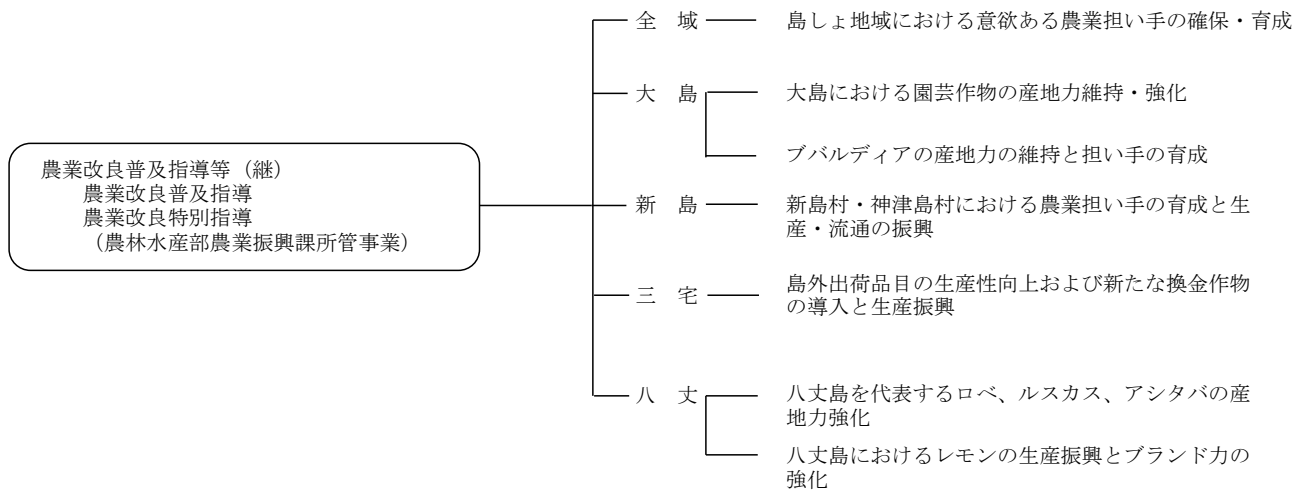 農業改良普及指導等（継）
農業改良普及指導
農業改良特別指導
（農林水産部農業振興課所管事業）
全　域
島しょ地域における意欲ある農業担い手の確保・育成
大　島
大島における園芸作物の産地力維持・強化
ブバルディアの産地力の維持と担い手の育成
新　島
新島村・神津島村における農業担い手の育成と生
産・流通の振興
三　宅
島外出荷品目の生産性向上および新たな換金作物
の導入と生産振興
八　丈
八丈島を代表するロベ、ルスカス、アシタバの産
地力強化
八丈島におけるレモンの生産振興とブランド力の
強化